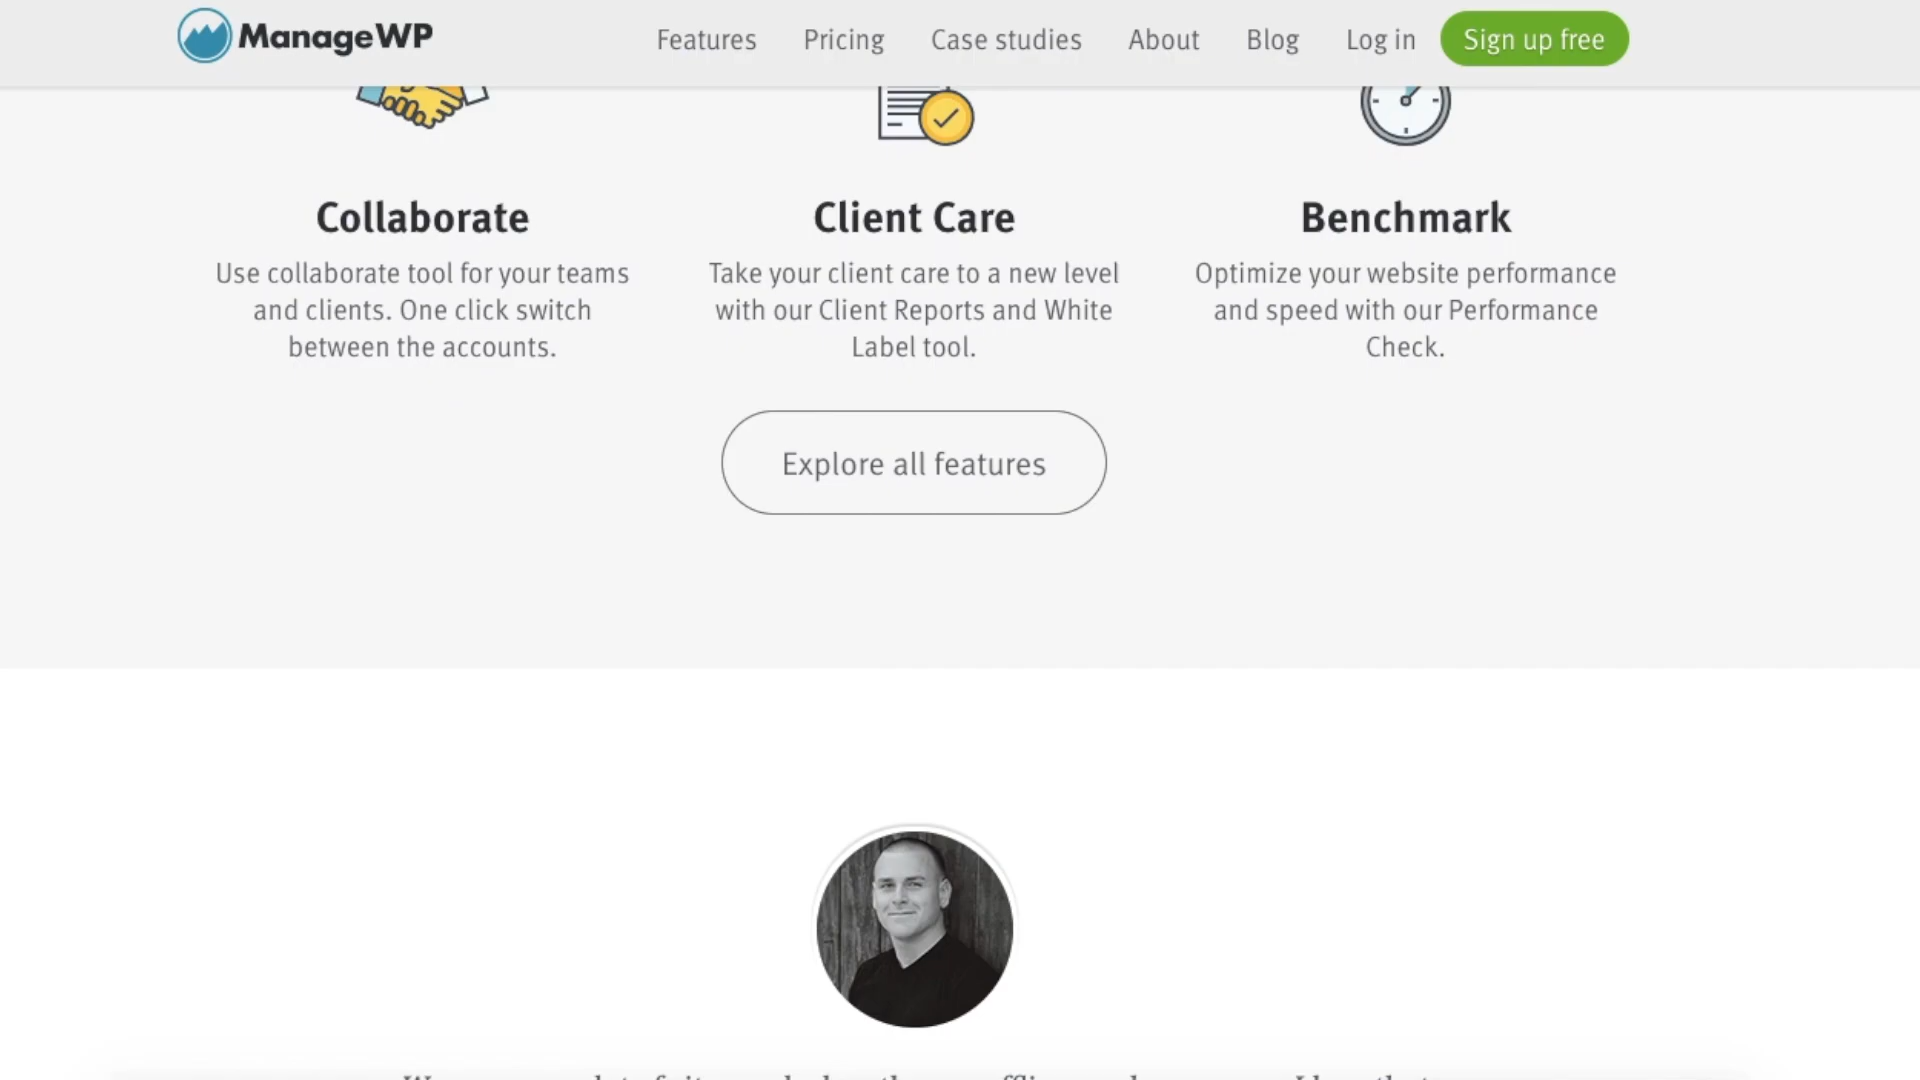 ManageWP
Features
Pricing
Case studies
About
Blog
Log in
Sign up free
Collaborate
Use collaborate tool for your teams
and clients. One click switch
between the accounts.
Client Care
Take your client care to a new level
with our Client Reports and White
Label tool.
Benchmark
Optimize your website performance
and speed with our Performance
Check.
Explore all features